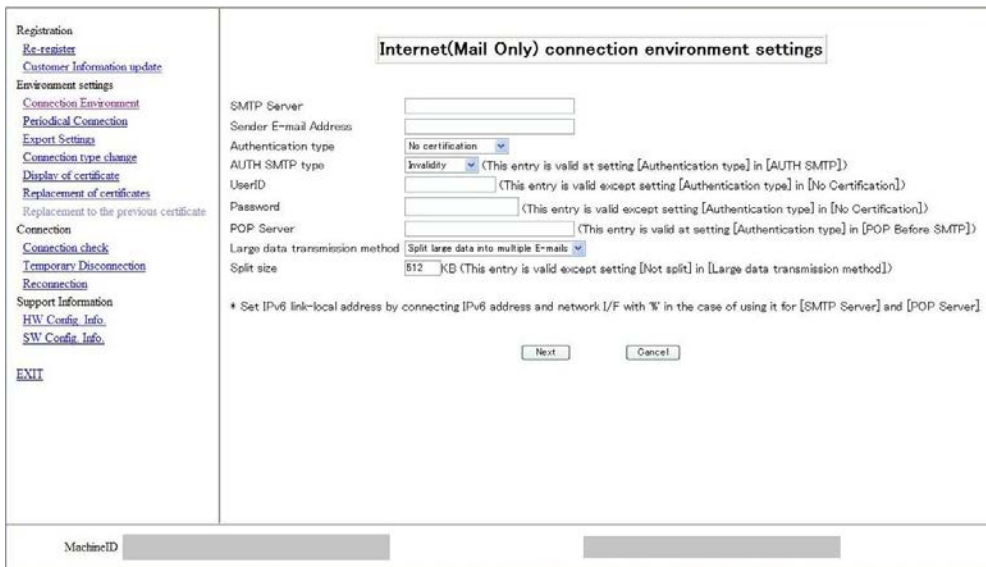 Registration
Re-register
Customer Information update
Environment settings
Connection Environment
Periodical Connection
Export Settings
Connection type change
Display of certificate
Replacement of certificates
Replacement to the previous certificate
Connection
Connection check
Temporary Disconnection
Reconnection
Support Information
HW Config. Info.
SW Config. Info.
EXIT
Internet(Mail Only) connection environment settings
SMTP Server
Sender E-mail Address
Authentication type No certification
AUTH SMTP type Invalidity (This entry is valid at setting [Authentication type] in [AUTH SMTP])
UserID (This entry is valid except setting [Authentication type] in [No Certification])
Password (This entry is valid except setting [Authentication type] in [No Certification])
POP Server (This entry is valid at setting [Authentication type] in [POP Before SMTP])
Large data transmission method Split large data into multiple E-mails
Split size 512 KB (This entry is valid except setting [Not split] in [Large data transmission method])
* Set IPv6 link-local address by connecting IPv6 address and network I/F with '%' in the case of using it for [SMTP Server] and [POP Server]
Next Cancel
MachineID